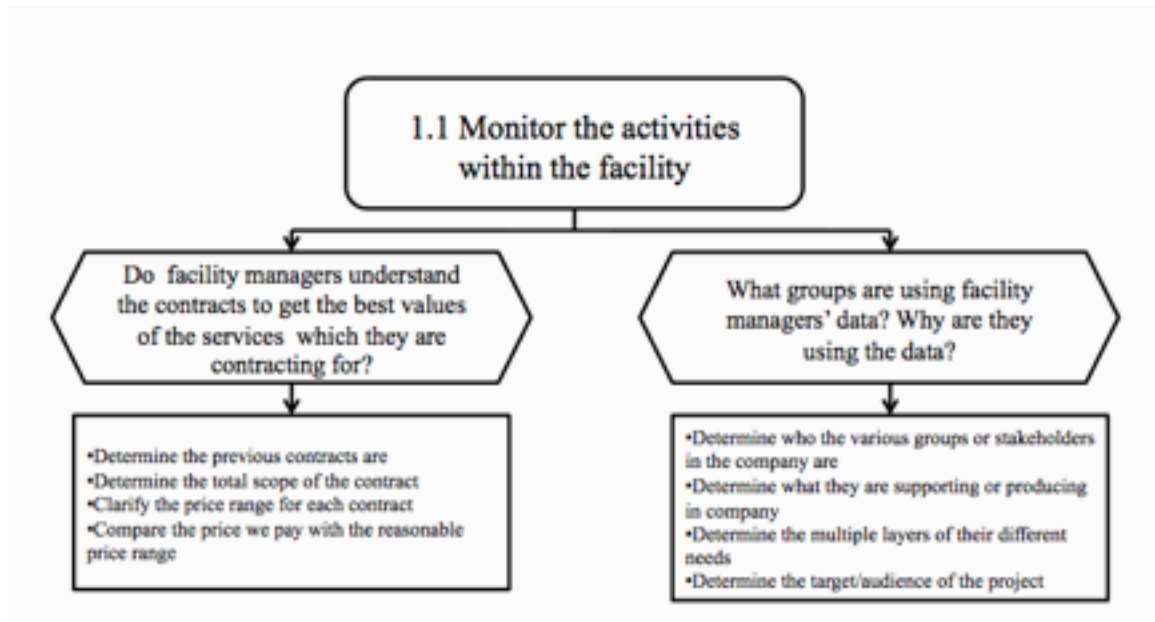 1.1 Monitor the activities
within the facility
Do facility managers understand
the contracts to get the best values
of the services which they are
contracting for?
What groups are using facility
managers' data? Why are they
using the data?
•Determine the previous contracts are
•Determine the total scope of the contract
•Clarify the price range for each contract
•Compare the price we pay with the reasonable
price range
•Determine who the various groups or stakeholders
in the company are
•Determine what they are supporting or producing
in company
•Determine the multiple layers of their different
needs
•Determine the target/audience of the project